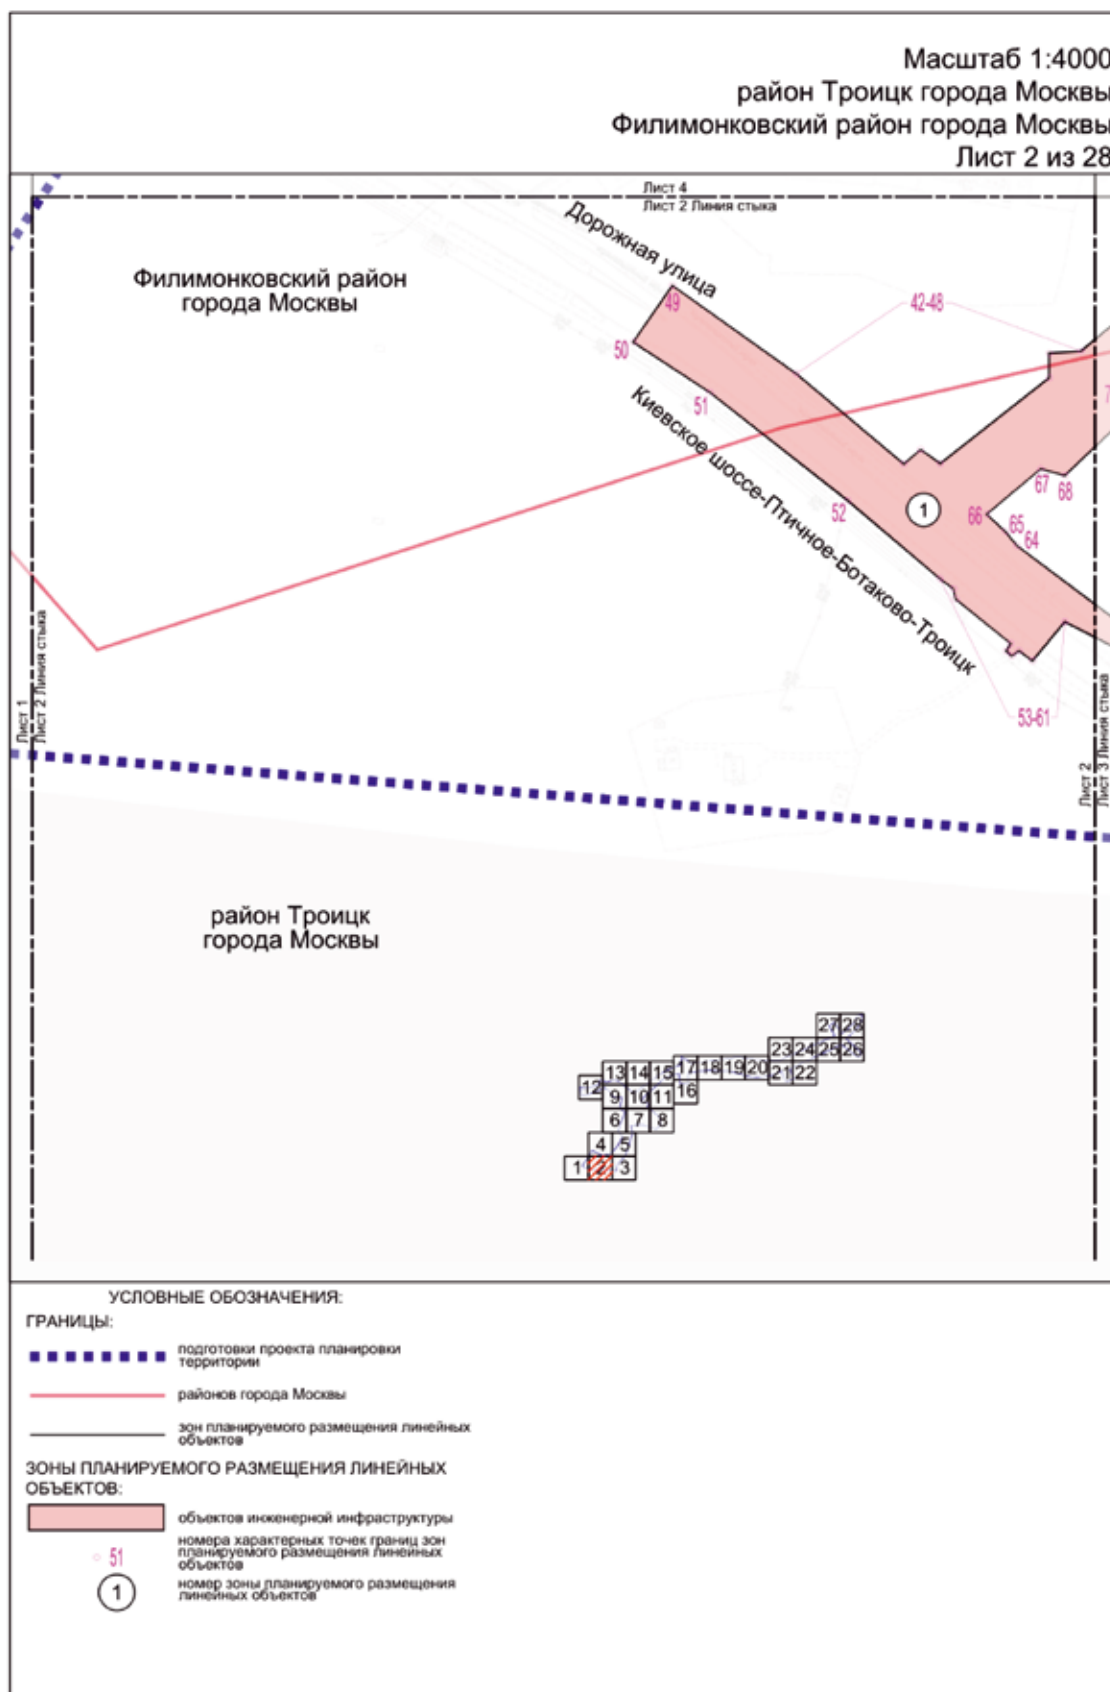 Масштаб 1:4000
район Троицк города Москвы
Филимонковский район города Москвы
Лист 2 из 28
Лист 4
Лист 2 Линия стыка
Дорожная улица
Филимонковский район
города Москвы
49
42-48
50
51
Киевское шоссе-Птичное-Ботаково-Троицк
52
1
66
67
68
65
64
53-61
Лист 1
Лист 2 Линия стыка
Лист 2
Лист 3 Линия стыка
район Троицк
города Москвы
27 28
23 24 25 26
13 14 15 17 18 19 20 21 22
12 9 10 11 16
6 7 8
4 5
1 2 3
УСЛОВНЫЕ ОБОЗНАЧЕНИЯ:
ГРАНИЦЫ:
подготовки проекта планировки
территории
районов города Москвы
зон планируемого размещения линейных
объектов
ЗОНЫ ПЛАНИРУЕМОГО РАЗМЕЩЕНИЯ ЛИНЕЙНЫХ
ОБЪЕКТОВ:
объектов инженерной инфраструктуры
51
номера характерных точек границ зон
планируемого размещения линейных
объектов
1
номер зоны планируемого размещения
линейных объектов